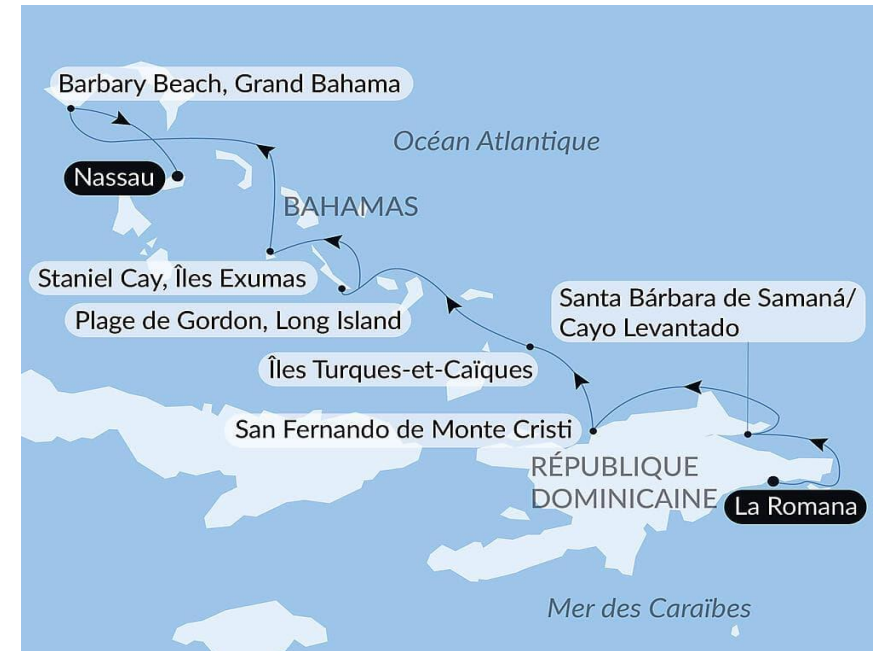 Barbary Beach, Grand Bahama
Océan Atlantique
Nassau
BAHAMAS
Staniel Cay, Îles Exumas
Plage de Gordon, Long Island
Santa Bárbara de Samaná/
Cayo Levantado
Îles Turques-et-Caïques
San Fernando de Monte Cristi
RÉPUBLIQUE
DOMINICAINE
La Romana
Mer des Caraïbes